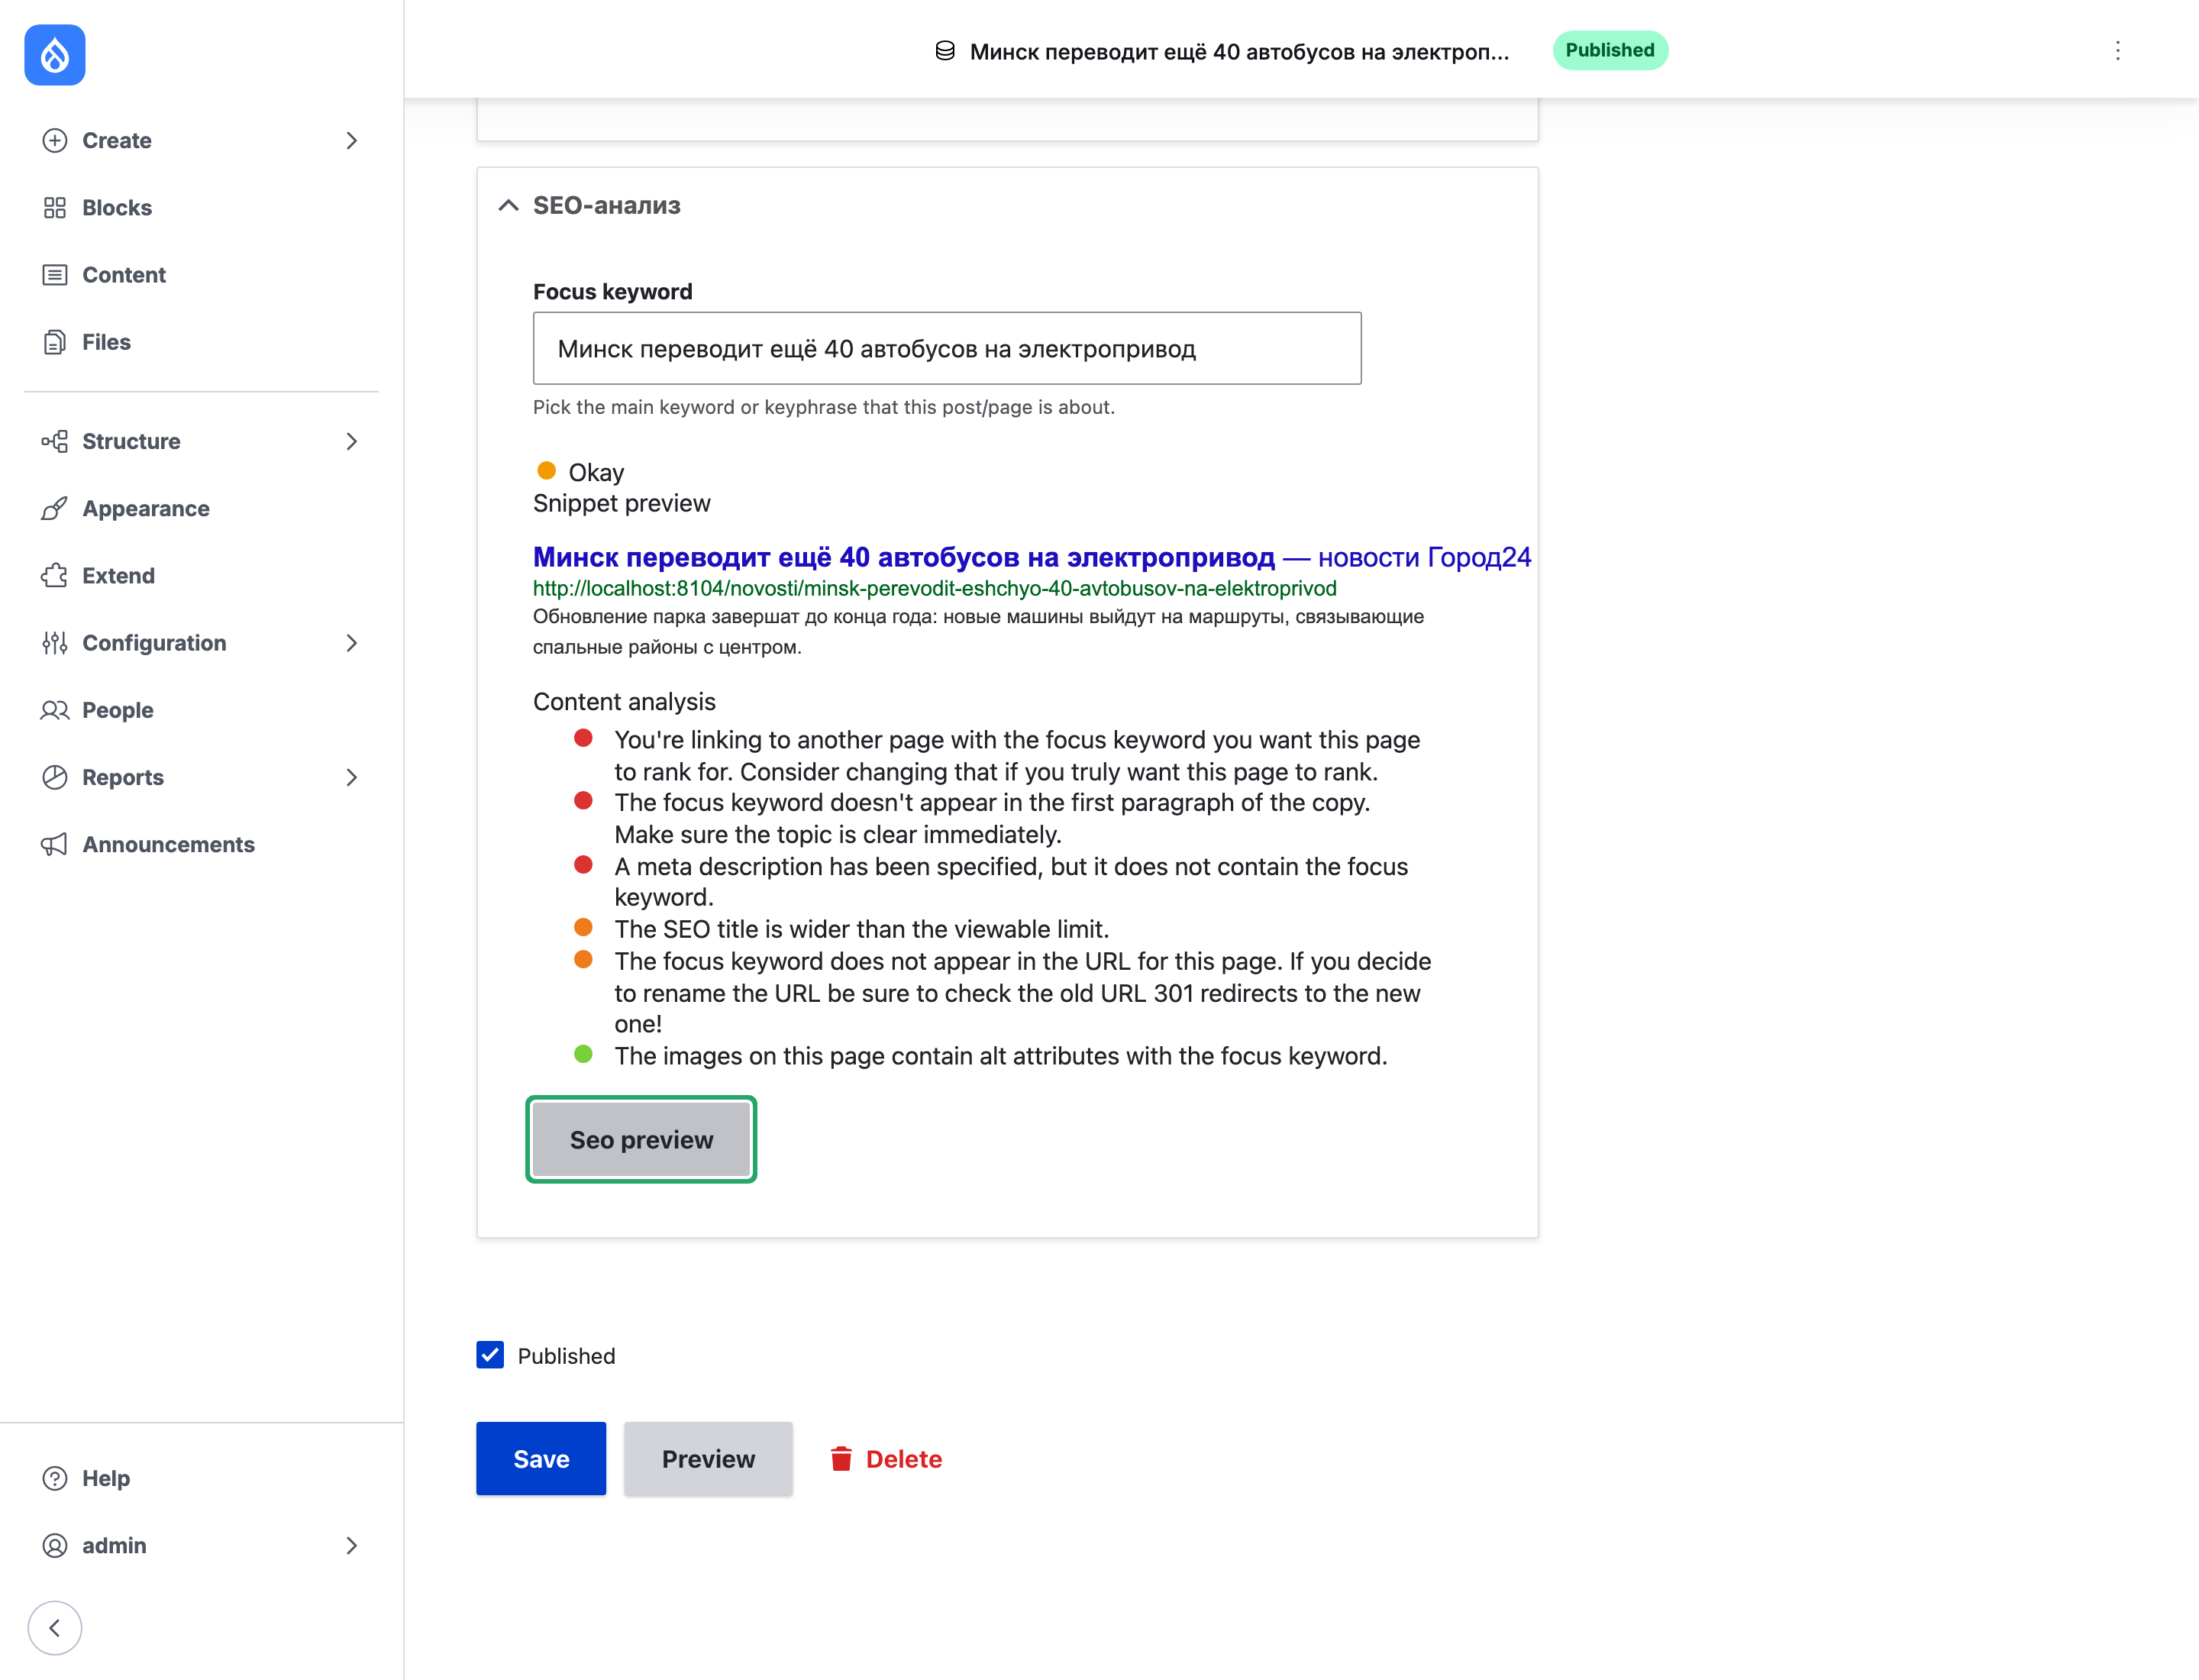 Минск переводит ещё 40 автобусов на электроп...
Published
Create
Blocks
Content
Files
Structure
Appearance
Extend
Configuration
People
Reports
Announcements
Help
admin
SEO-анализ
Focus keyword
Минск переводит ещё 40 автобусов на электропривод
Pick the main keyword or keyphrase that this post/page is about.
Okay
Snippet preview
Минск переводит ещё 40 автобусов на электропривод — новости Город24
http://localhost:8104/novosti/minsk-perevodit-eshchyo-40-avtobusov-na-elektroprivod
Обновление парка завершат до конца года: новые машины выйдут на маршруты, связывающие
спальные районы с центром.
Content analysis
You're linking to another page with the focus keyword you want this page
to rank for. Consider changing that if you truly want this page to rank.
The focus keyword doesn't appear in the first paragraph of the copy.
Make sure the topic is clear immediately.
A meta description has been specified, but it does not contain the focus
keyword.
The SEO title is wider than the viewable limit.
The focus keyword does not appear in the URL for this page. If you decide
to rename the URL be sure to check the old URL 301 redirects to the new
one!
The images on this page contain alt attributes with the focus keyword.
Seo preview
Published
Save
Preview
Delete